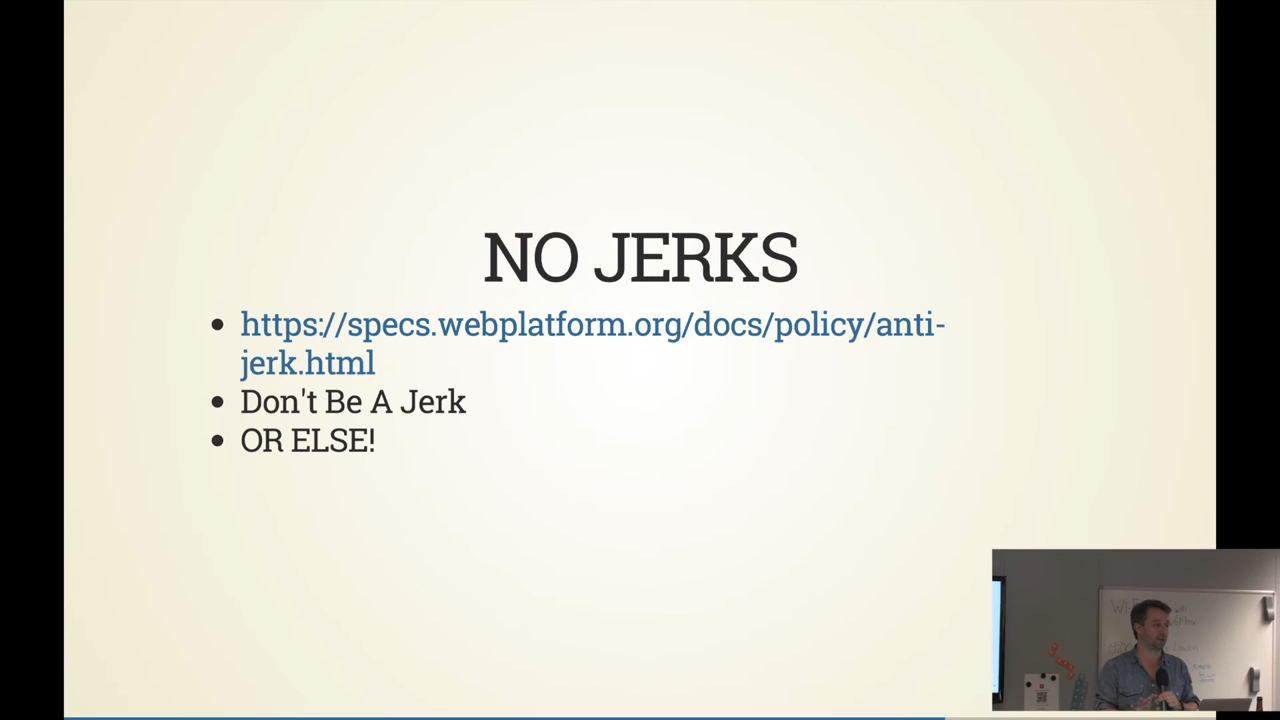 NO JERKS
https://specs.webplatform.org/docs/policy/anti-
jerk.html
Don't Be A Jerk
OR ELSE!